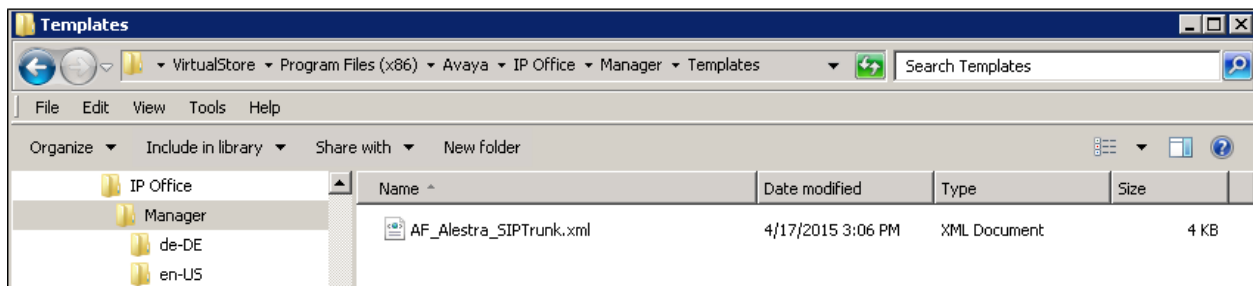 Templates
VirtualStore Program Files (x86) Avaya IP Office Manager Templates Search Templates
File Edit View Tools Help
Organize Include in library Share with New folder
IP Office Name Date modified Type Size
Manager AF_Alestra_SIPTrunk.xml 4/17/2015 3:06 PM XML Document 4 KB
de-DE
en-US